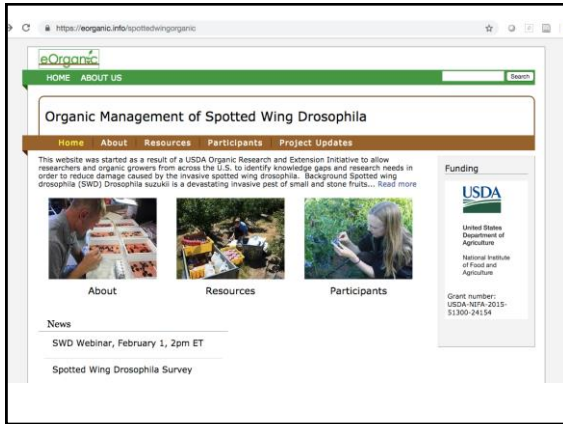 https://eorganic.info/spottedwingorganic
eOrganic
HOME ABOUT US
Search
Organic Management of Spotted Wing Drosophila
Home About Resources Participants Project Updates
This website was started as a result of a USDA Organic Research and Extension Initiative to allow
researchers and organic growers from across the U.S. to identify knowledge gaps and research needs in
order to reduce damage caused by the invasive spotted wing drosophila. Background Spotted wing
drosophila (SWD) Drosophila suzukii is a devastating invasive pest of small and stone fruits... Read more
About
Resources
Participants
News
SWD Webinar, February 1, 2pm ET
Spotted Wing Drosophila Survey
Funding
USDA
United States
Department of
Agriculture
National Institute
of Food and
Agriculture
Grant number:
USDA-NIFA-2015-
51300-24154